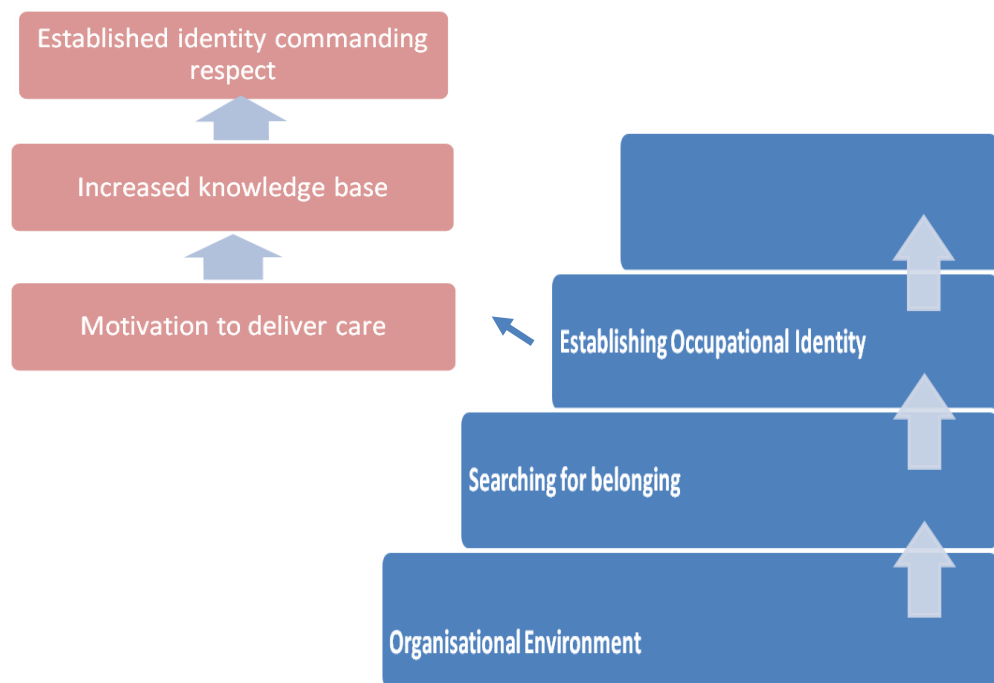 Established identity commanding
respect
Increased knowledge base
Motivation to deliver care
Establishing Occupational Identity
Searching for belonging
Organisational Environment